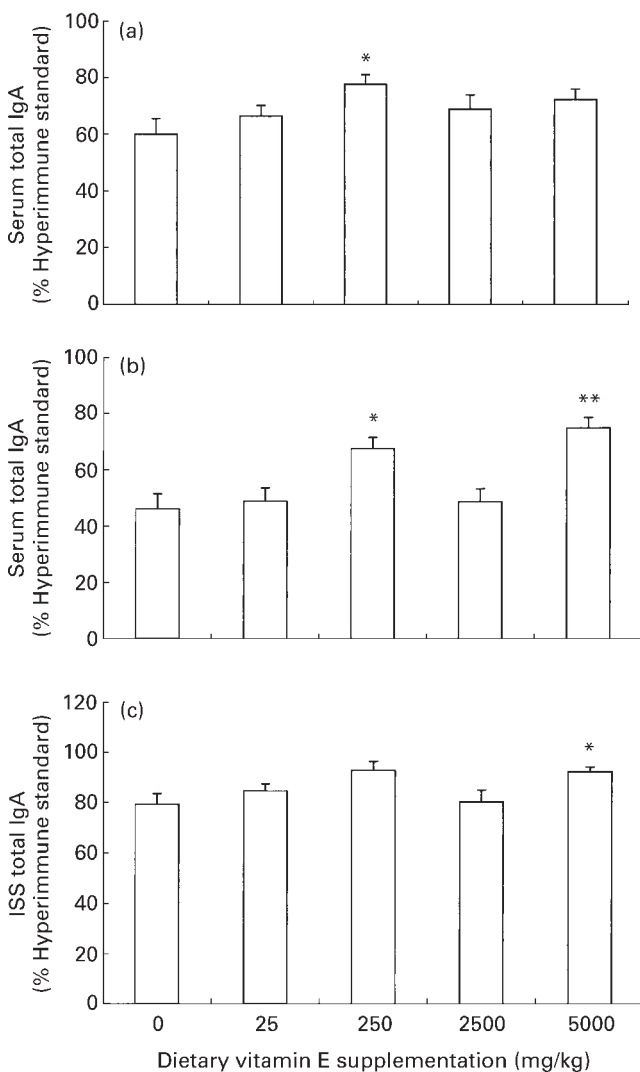 (a)
Serum total IgA
(% Hyperimmune standard)
100
80
60
40
20
0
*
(b)
Serum total IgA
(% Hyperimmune standard)
100
80
60
40
20
0
*
**
(c)
ISS total IgA
(% Hyperimmune standard)
120
100
80
60
40
20
0
*
0 25 250 2500 5000
Dietary vitamin E supplementation (mg/kg)